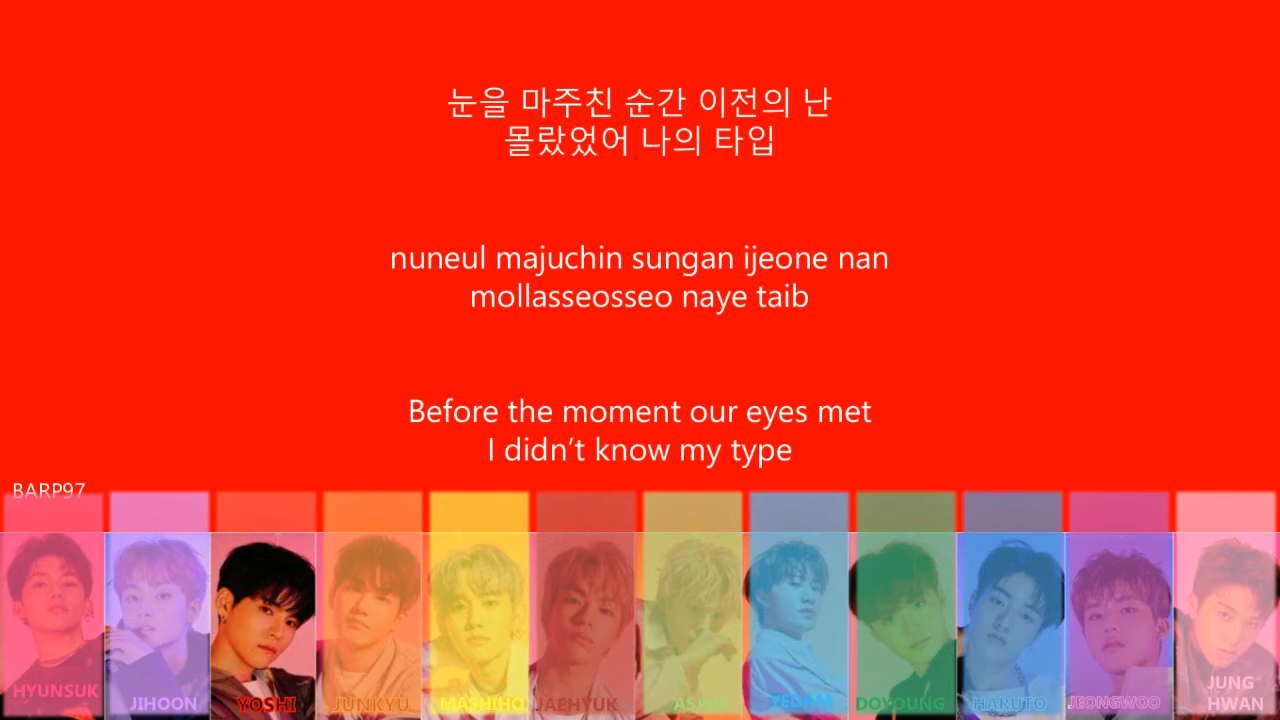 눈을 마주친 순간 이전의 난
몰랐었어 나의 타입
nuneul majuchin sungan ijeone nan
mollasseosseo naye taib
Before the moment our eyes met
I didn't know my type
BARP97
HYUNSUK
JIHOON
YOSHI
JUNKYU
MASHIHO
JAEHYUK
ASAHI
YEDAM
DOYOUNG
HARUTO
JEONGWOO
JUNG
HWAN